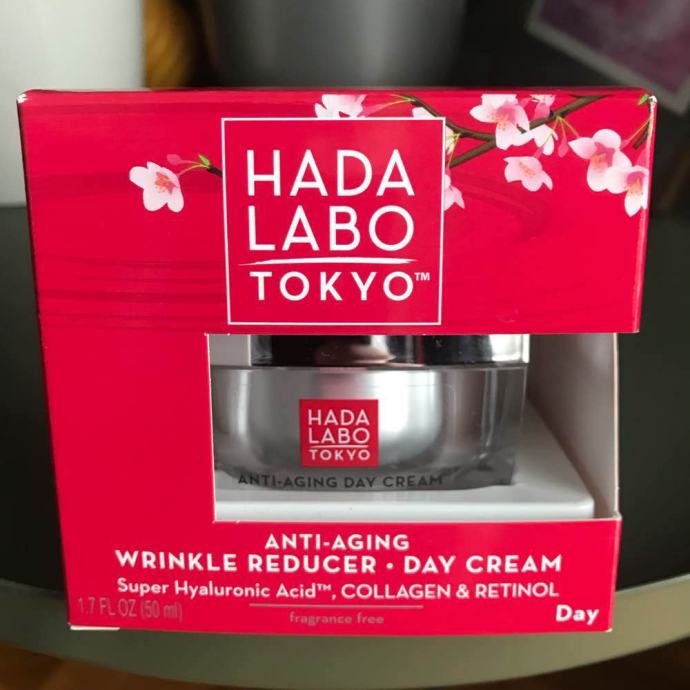 HADA
LABO
TOKYO™
HADA
LABO
TOKYO
ANTI-AGING DAY CREAM
ANTI-AGING
WRINKLE REDUCER • DAY CREAM
Super Hyaluronic Acid™, COLLAGEN & RETINOL
1.7 FL OZ (50 ml)
fragrance free
Day